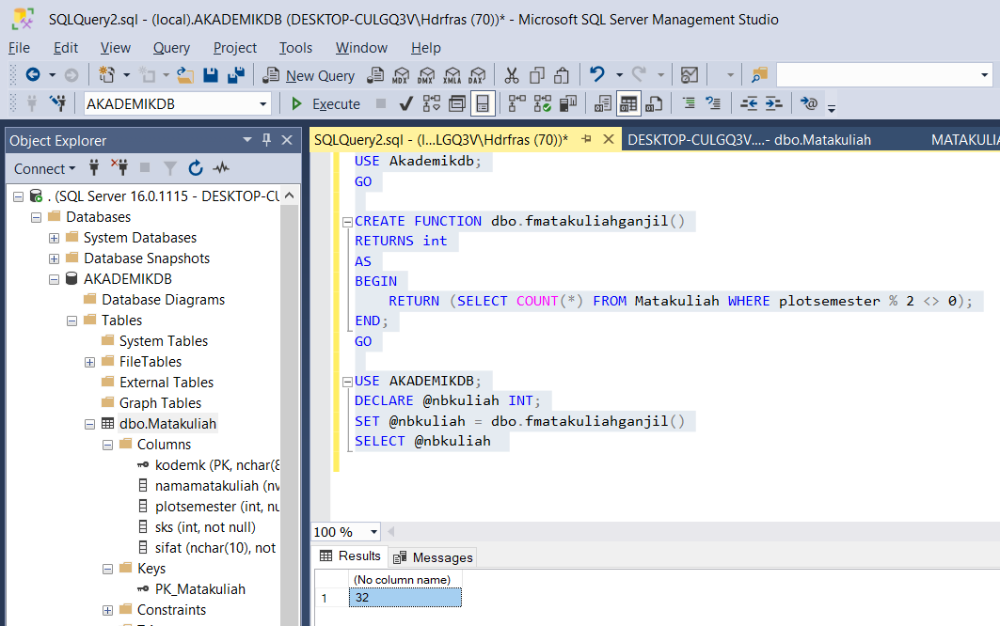 SQLQuery2.sql - (local).AKADEMIKDB (DESKTOP-CULGQ3V\Hdrfras (70))* - Microsoft SQL Server Management Studio
File Edit View Query Project Tools Window Help
New Query MDX DMX XMLA DAX
AKADEMIKDB Execute
Object Explorer
Connect
. (SQL Server 16.0.1115 - DESKTOP-CU
Databases
System Databases
Database Snapshots
AKADEMIKDB
Database Diagrams
Tables
System Tables
FileTables
External Tables
Graph Tables
dbo.Matakuliah
Columns
kodemk (PK, nchar(8
namamatakuliah (nv
plotsemester (int, nu
sks (int, not null)
sifat (nchar(10), not
Keys
PK_Matakuliah
Constraints
SQLQuery2.sql - (l...LGQ3V\Hdrfras (70))* DESKTOP-CULGQ3V....- dbo.Matakuliah MATAKULIA
USE Akademikdb;
GO
CREATE FUNCTION dbo.fmatakuliahganjil()
RETURNS int
AS
BEGIN
RETURN (SELECT COUNT(*) FROM Matakuliah WHERE plotsemester % 2 <> 0);
END;
GO
USE AKADEMIKDB;
DECLARE @nbkuliah INT;
SET @nbkuliah = dbo.fmatakuliahganjil()
SELECT @nbkuliah
100 %
Results Messages
(No column name)
1 32